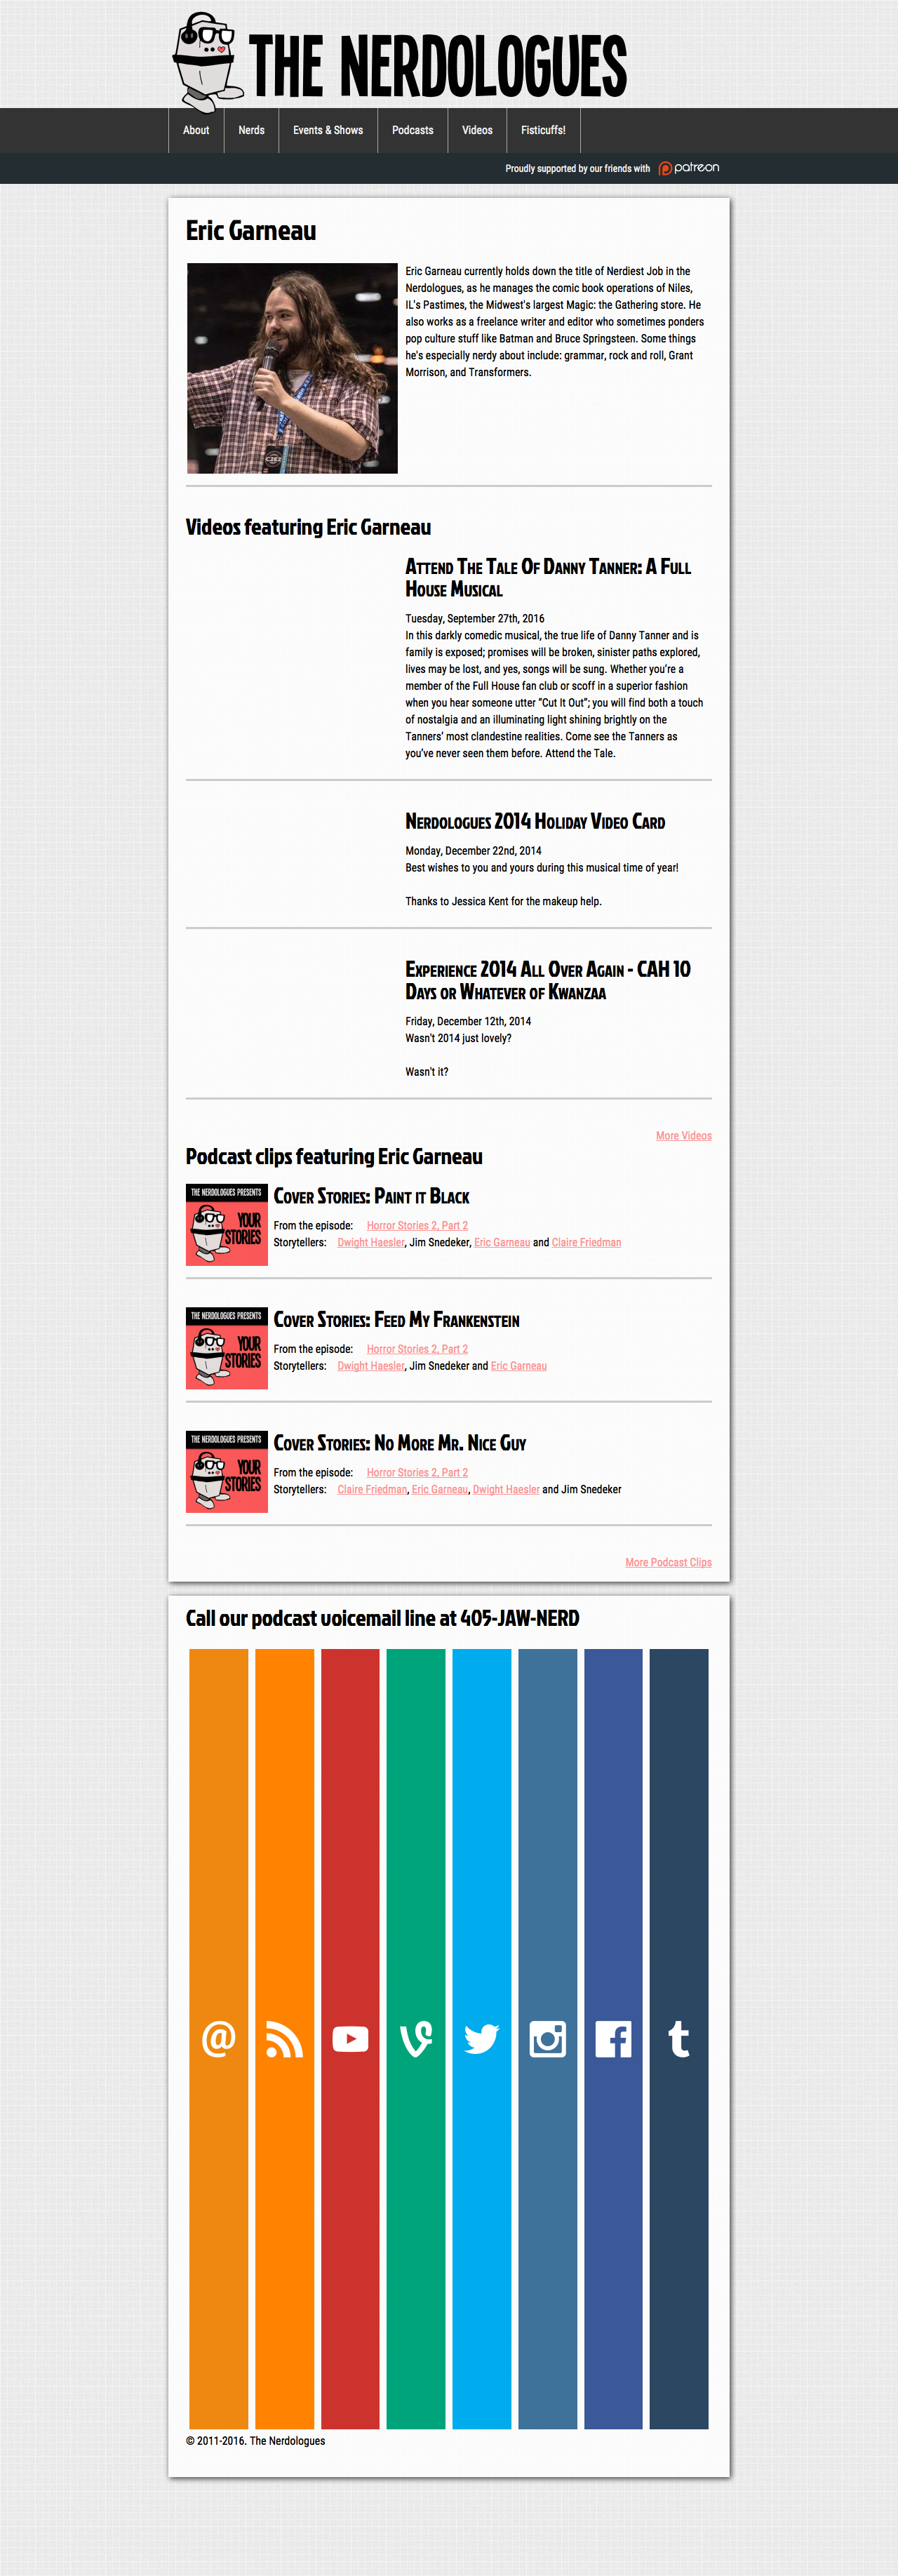 THE NERDOLOGUES
About Nerds Events & Shows Podcasts Videos Fisticuffs!
Proudly supported by our friends with patreon
Eric Garneau
Eric Garneau currently holds down the title of Nerdiest Job in the
Nerdologues, as he manages the comic book operations of Niles,
IL's Pastimes, the Midwest's largest Magic: the Gathering store. He
also works as a freelance writer and editor who sometimes ponders
pop culture stuff like Batman and Bruce Springsteen. Some things
he's especially nerdy about include: grammar, rock and roll, Grant
Morrison, and Transformers.
C2E2
Videos featuring Eric Garneau
Attend The Tale Of Danny Tanner: A Full
House Musical
Tuesday, September 27th, 2016
In this darkly comedic musical, the true life of Danny Tanner and is
family is exposed; promises will be broken, sinister paths explored,
lives may be lost, and yes, songs will be sung. Whether you’re a
member of the Full House fan club or scoff in a superior fashion
when you hear someone utter “Cut It Out”; you will find both a touch
of nostalgia and an illuminating light shining brightly on the
Tanners’ most clandestine realities. Come see the Tanners as
you’ve never seen them before. Attend the Tale.
Nerdologues 2014 Holiday Video Card
Monday, December 22nd, 2014
Best wishes to you and yours during this musical time of year!
Thanks to Jessica Kent for the makeup help.
Experience 2014 All Over Again - CAH 10
Days or Whatever of Kwanzaa
Friday, December 12th, 2014
Wasn't 2014 just lovely?
Wasn't it?
More Videos
Podcast clips featuring Eric Garneau
THE NERDOLOGUES PRESENTS
YOUR
STORIES
Cover Stories: Paint it Black
From the episode: Horror Stories 2, Part 2
Storytellers: Dwight Haesler, Jim Snedeker, Eric Garneau and Claire Friedman
THE NERDOLOGUES PRESENTS
YOUR
STORIES
Cover Stories: Feed My Frankenstein
From the episode: Horror Stories 2, Part 2
Storytellers: Dwight Haesler, Jim Snedeker and Eric Garneau
THE NERDOLOGUES PRESENTS
YOUR
STORIES
Cover Stories: No More Mr. Nice Guy
From the episode: Horror Stories 2, Part 2
Storytellers: Claire Friedman, Eric Garneau, Dwight Haesler and Jim Snedeker
More Podcast Clips
Call our podcast voicemail line at 405-JAW-NERD
© 2011-2016. The Nerdologues